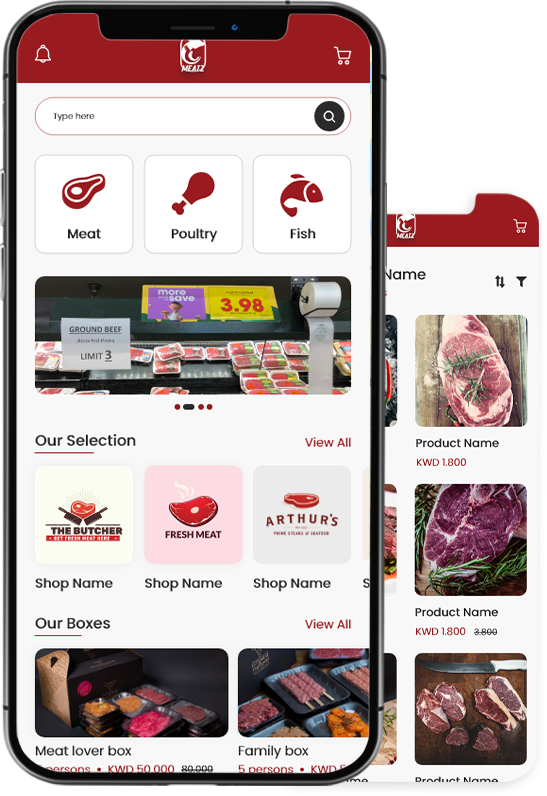 MEATZ
Type here
Meat
Poultry
Fish
more
save
3.98
GROUND BEEF
Assorted Sizes
LIMIT 3
Our Selection
View All
THE BUTCHER
GET FRESH MEAT HERE
FRESH MEAT
ARTHUR'S
PRIME STEAKS & SEAFOOD
Shop Name
Shop Name
Shop Name
S
Our Boxes
View All
Meat lover box
persons • KWD 50.000 80.000
Family box
5 persons • KWD 5
MEATZ
Name
Product Name
KWD 1.800
Product Name
KWD 1.800 3.800
me
Product Name